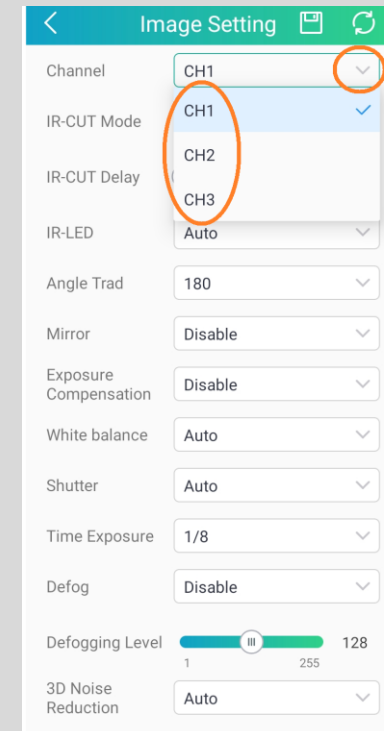 Image Setting
Channel CH1
CH1
IR-CUT Mode
CH2
IR-CUT Delay
CH3
IR-LED Auto
Angle Trad 180
Mirror Disable
Exposure
Compensation Disable
White balance Auto
Shutter Auto
Time Exposure 1/8
Defog Disable
Defogging Level 128
1 255
3D Noise
Reduction Auto